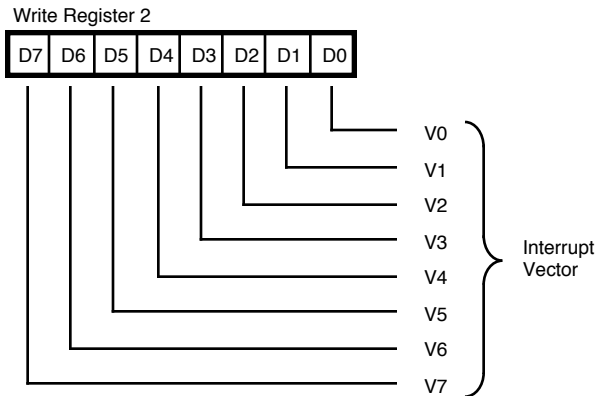 Write Register 2
D7 D6 D5 D4 D3 D2 D1 D0
V0
V1
V2
V3
V4
V5
V6
V7
Interrupt
Vector